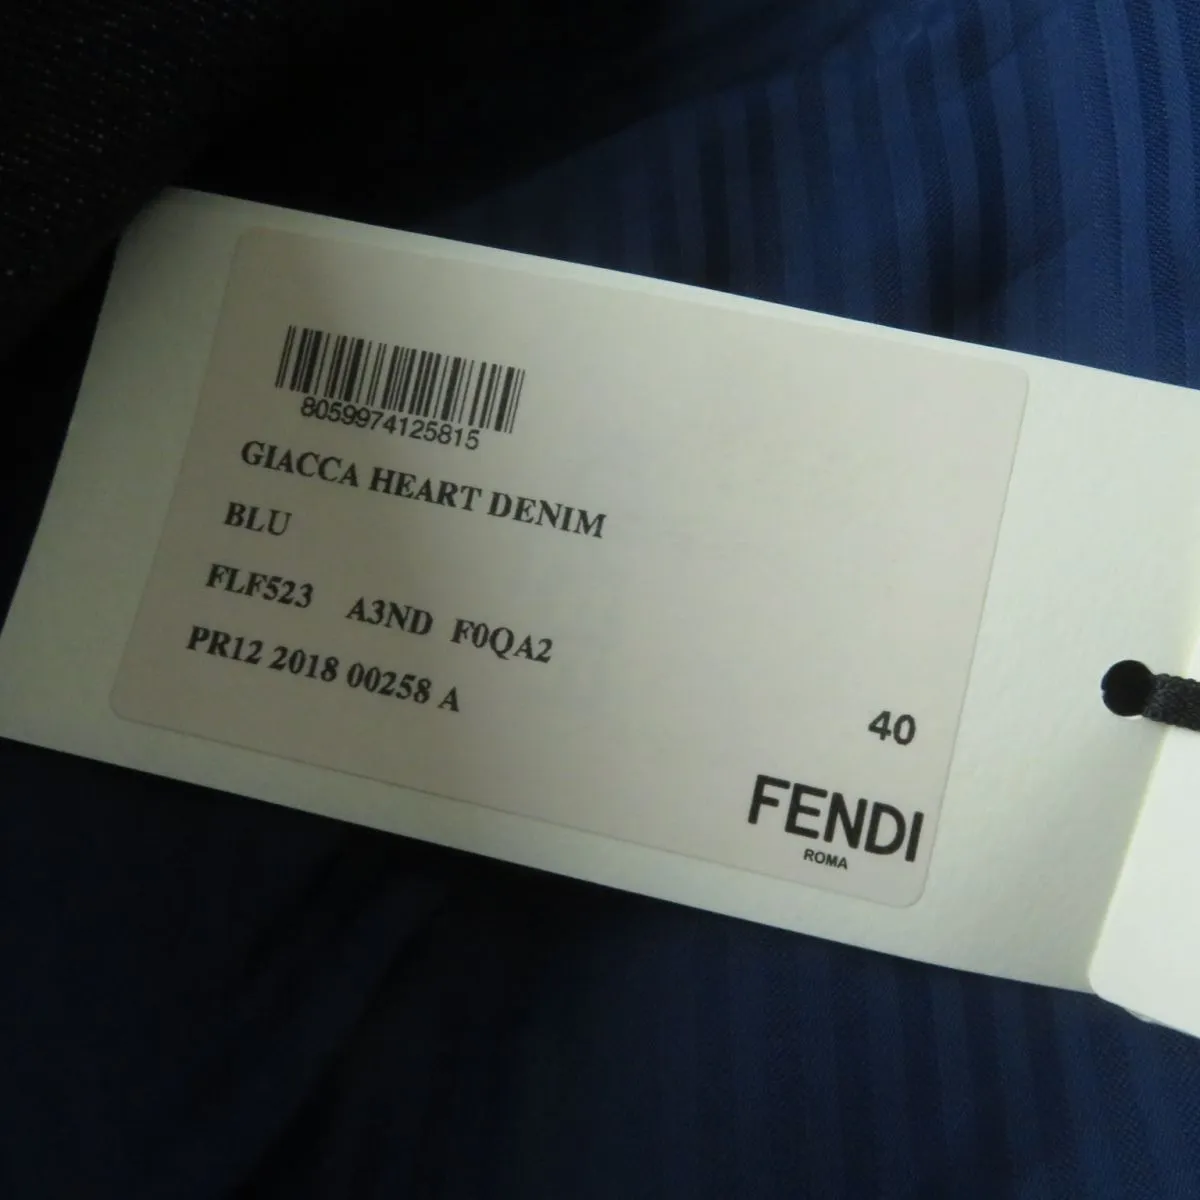 8059974125815
GIACCA HEART DENIM
BLU
FLF523 A3ND F0QA2
PR12 2018 00258 A
40
FENDI
ROMA